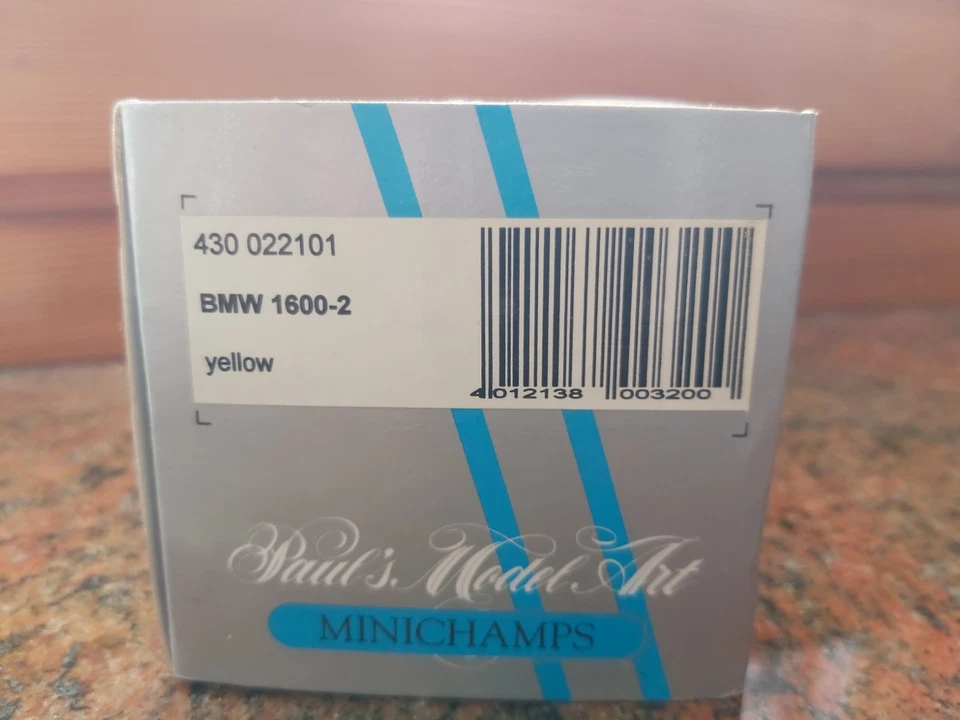 430 022101
BMW 1600-2
yellow
4 012138 003200
Paul's Model Art
MINICHAMPS